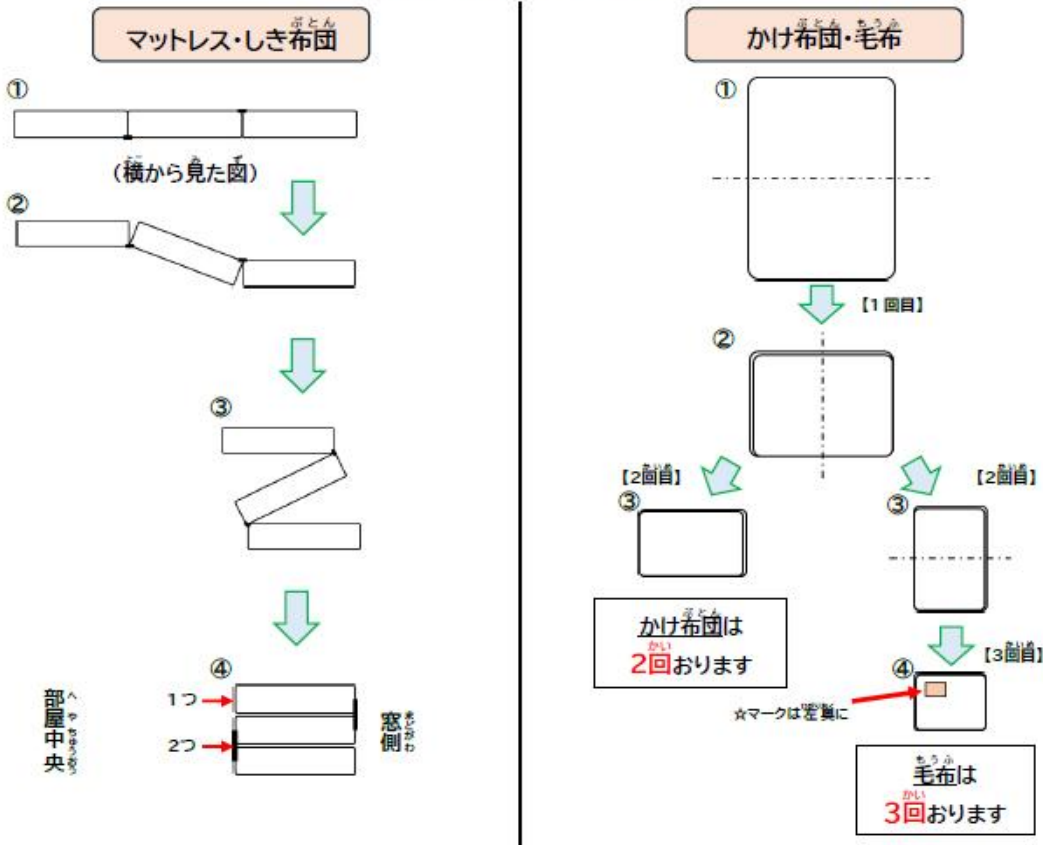 マットレス・しき布団
①
(横から見た図)
②
③
④
1つ
2つ
部屋中央
窓側
かけ布団・毛布
①
【1回目】
②
【2回目】
③
かけ布団は
2回おります
【2回目】
③
【3回目】
④
☆マークは左奥に
毛布は
3回おります